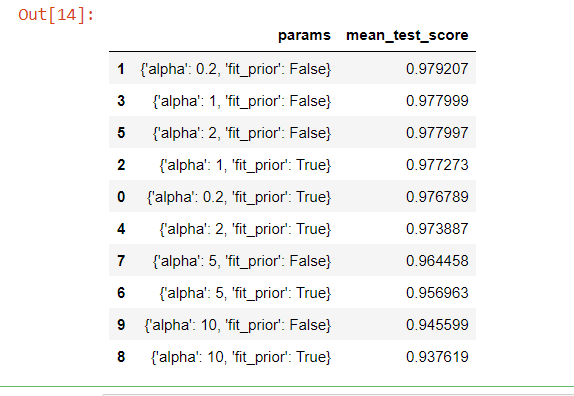 Out[14]:
params mean_test_score
1 {'alpha': 0.2, 'fit_prior': False} 0.979207
3 {'alpha': 1, 'fit_prior': False} 0.977999
5 {'alpha': 2, 'fit_prior': False} 0.977997
2 {'alpha': 1, 'fit_prior': True} 0.977273
0 {'alpha': 0.2, 'fit_prior': True} 0.976789
4 {'alpha': 2, 'fit_prior': True} 0.973887
7 {'alpha': 5, 'fit_prior': False} 0.964458
6 {'alpha': 5, 'fit_prior': True} 0.956963
9 {'alpha': 10, 'fit_prior': False} 0.945599
8 {'alpha': 10, 'fit_prior': True} 0.937619